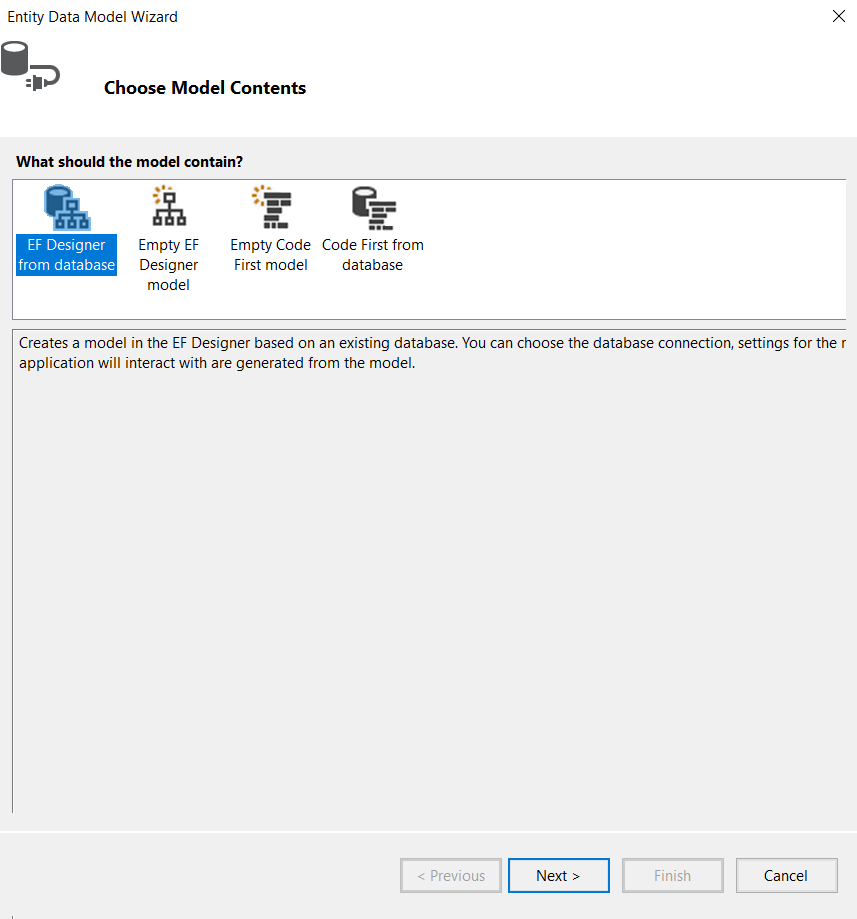 Entity Data Model Wizard
Choose Model Contents
What should the model contain?
EF Designer
from database
Empty EF
Designer
model
Empty Code
First model
Code First from
database
Creates a model in the EF Designer based on an existing database. You can choose the database connection, settings for the
application will interact with are generated from the model.
< Previous
Next >
Finish
Cancel